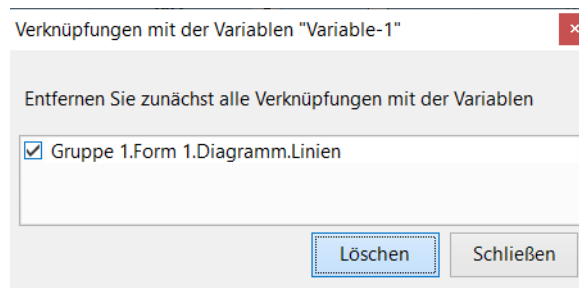 Verknüpfungen mit der Variablen "Variable-1"
Entfernen Sie zunächst alle Verknüpfungen mit der Variablen
Gruppe 1.Form 1.Diagramm.Linien
Löschen Schließen